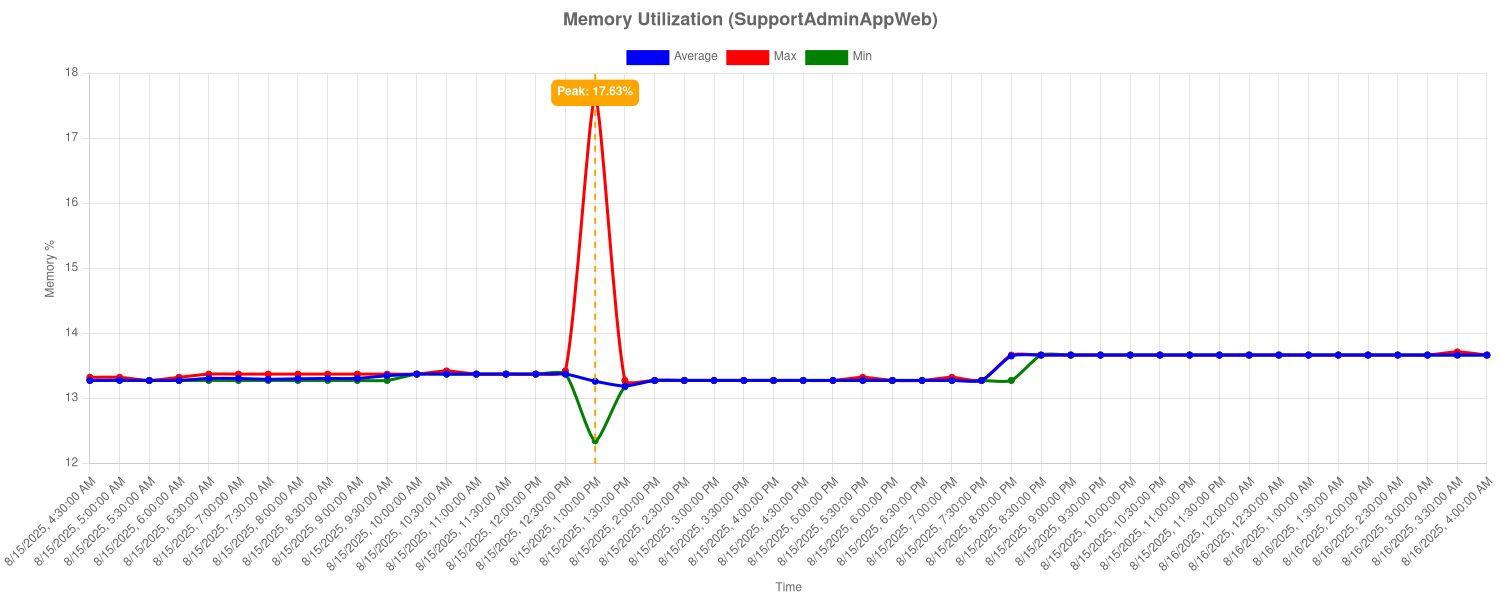 Memory Utilization (SupportAdminAppWeb)
Average Max Min
Peak: 17.63%
18
17
16
15
14
13
12
Memory %
8/15/2025, 4:30:00 AM
8/15/2025, 5:00:00 AM
8/15/2025, 5:30:00 AM
8/15/2025, 6:00:00 AM
8/15/2025, 6:30:00 AM
8/15/2025, 7:00:00 AM
8/15/2025, 7:30:00 AM
8/15/2025, 8:00:00 AM
8/15/2025, 8:30:00 AM
8/15/2025, 9:00:00 AM
8/15/2025, 9:30:00 AM
8/15/2025, 10:00:00 AM
8/15/2025, 10:30:00 AM
8/15/2025, 11:00:00 AM
8/15/2025, 11:30:00 AM
8/15/2025, 12:00:00 PM
8/15/2025, 12:30:00 PM
8/15/2025, 1:00:00 PM
8/15/2025, 1:30:00 PM
8/15/2025, 2:00:00 PM
8/15/2025, 2:30:00 PM
8/15/2025, 3:00:00 PM
8/15/2025, 3:30:00 PM
8/15/2025, 4:00:00 PM
8/15/2025, 4:30:00 PM
8/15/2025, 5:00:00 PM
8/15/2025, 5:30:00 PM
8/15/2025, 6:00:00 PM
8/15/2025, 6:30:00 PM
8/15/2025, 7:00:00 PM
8/15/2025, 7:30:00 PM
8/15/2025, 8:00:00 PM
8/15/2025, 8:30:00 PM
8/15/2025, 9:00:00 PM
8/15/2025, 9:30:00 PM
8/15/2025, 10:00:00 PM
8/15/2025, 10:30:00 PM
8/15/2025, 11:00:00 PM
8/15/2025, 11:30:00 PM
8/16/2025, 12:00:00 AM
8/16/2025, 12:30:00 AM
8/16/2025, 1:00:00 AM
8/16/2025, 1:30:00 AM
8/16/2025, 2:00:00 AM
8/16/2025, 2:30:00 AM
8/16/2025, 3:00:00 AM
8/16/2025, 3:30:00 AM
8/16/2025, 4:00:00 AM
Time